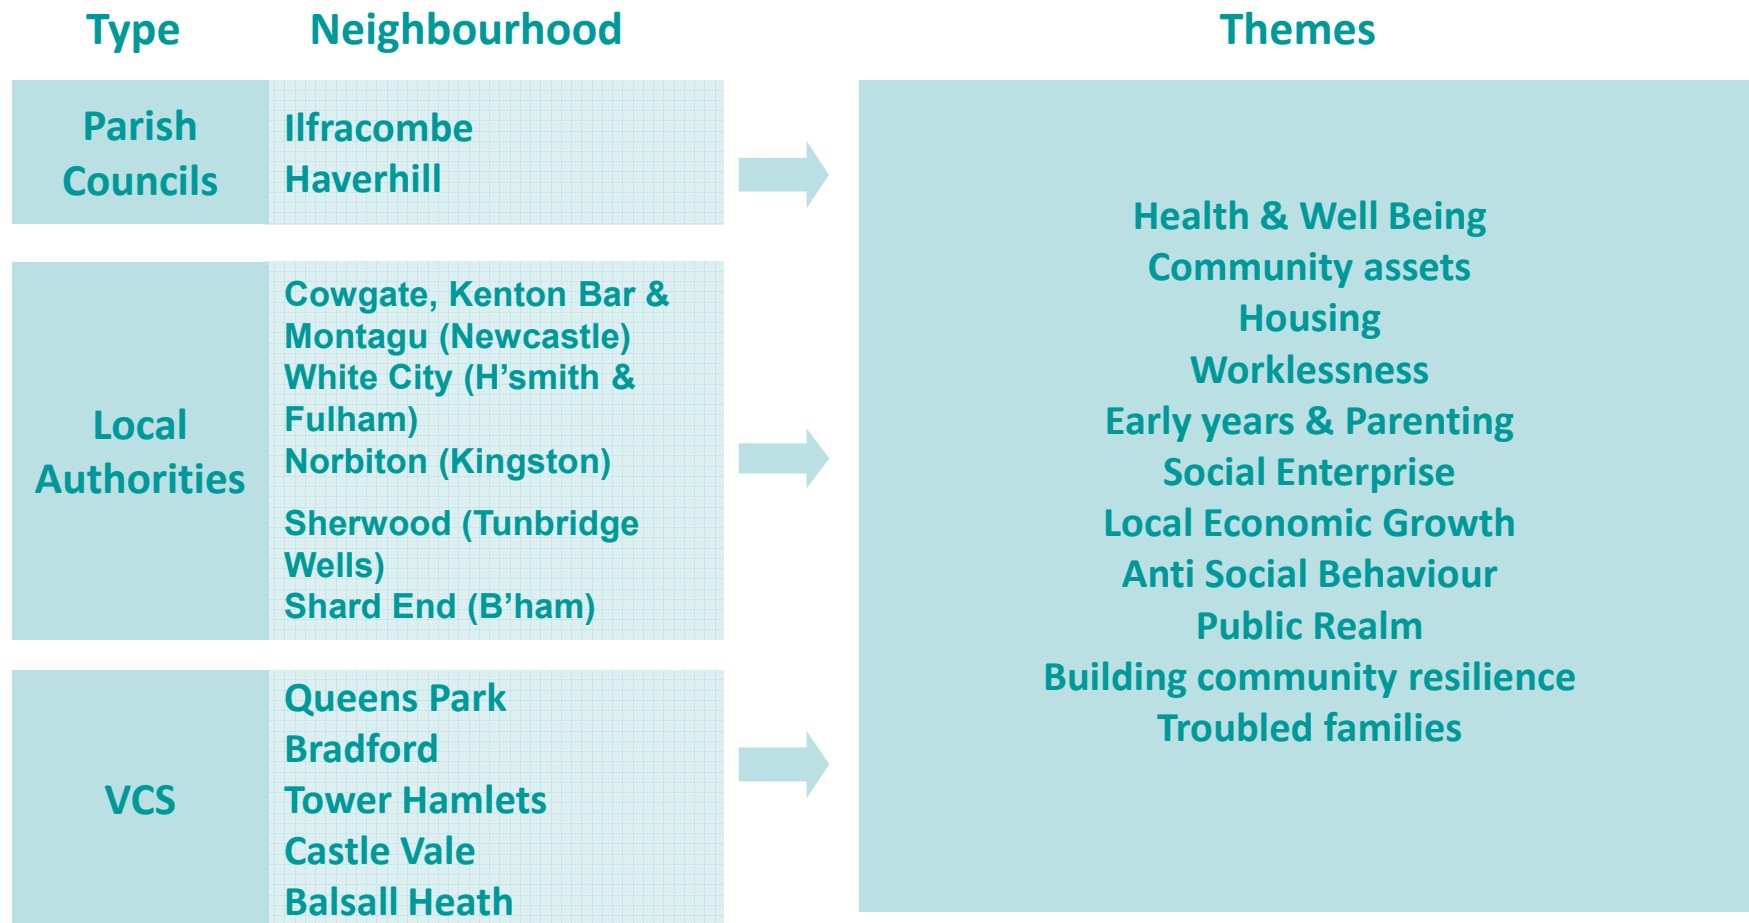 Type
Neighbourhood
Themes
Parish
Councils
Ilfracombe
Haverhill
Local
Authorities
Cowgate, Kenton Bar &
Montagu (Newcastle)
White City (H'smith &
Fulham)
Norbiton (Kingston)
Sherwood (Tunbridge
Wells)
Shard End (B'ham)
VCS
Queens Park
Bradford
Tower Hamlets
Castle Vale
Balsall Heath
Health & Well Being
Community assets
Housing
Worklessness
Early years & Parenting
Social Enterprise
Local Economic Growth
Anti Social Behaviour
Public Realm
Building community resilience
Troubled families